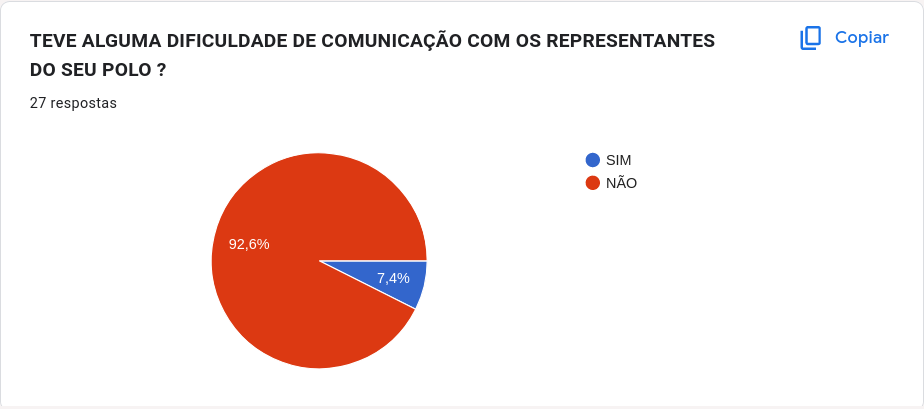 TEVE ALGUMA DIFICULDADE DE COMUNICAÇÃO COM OS REPRESENTANTES
DO SEU POLO ?
Copiar
27 respostas
SIM
NÃO
92,6%
7,4%